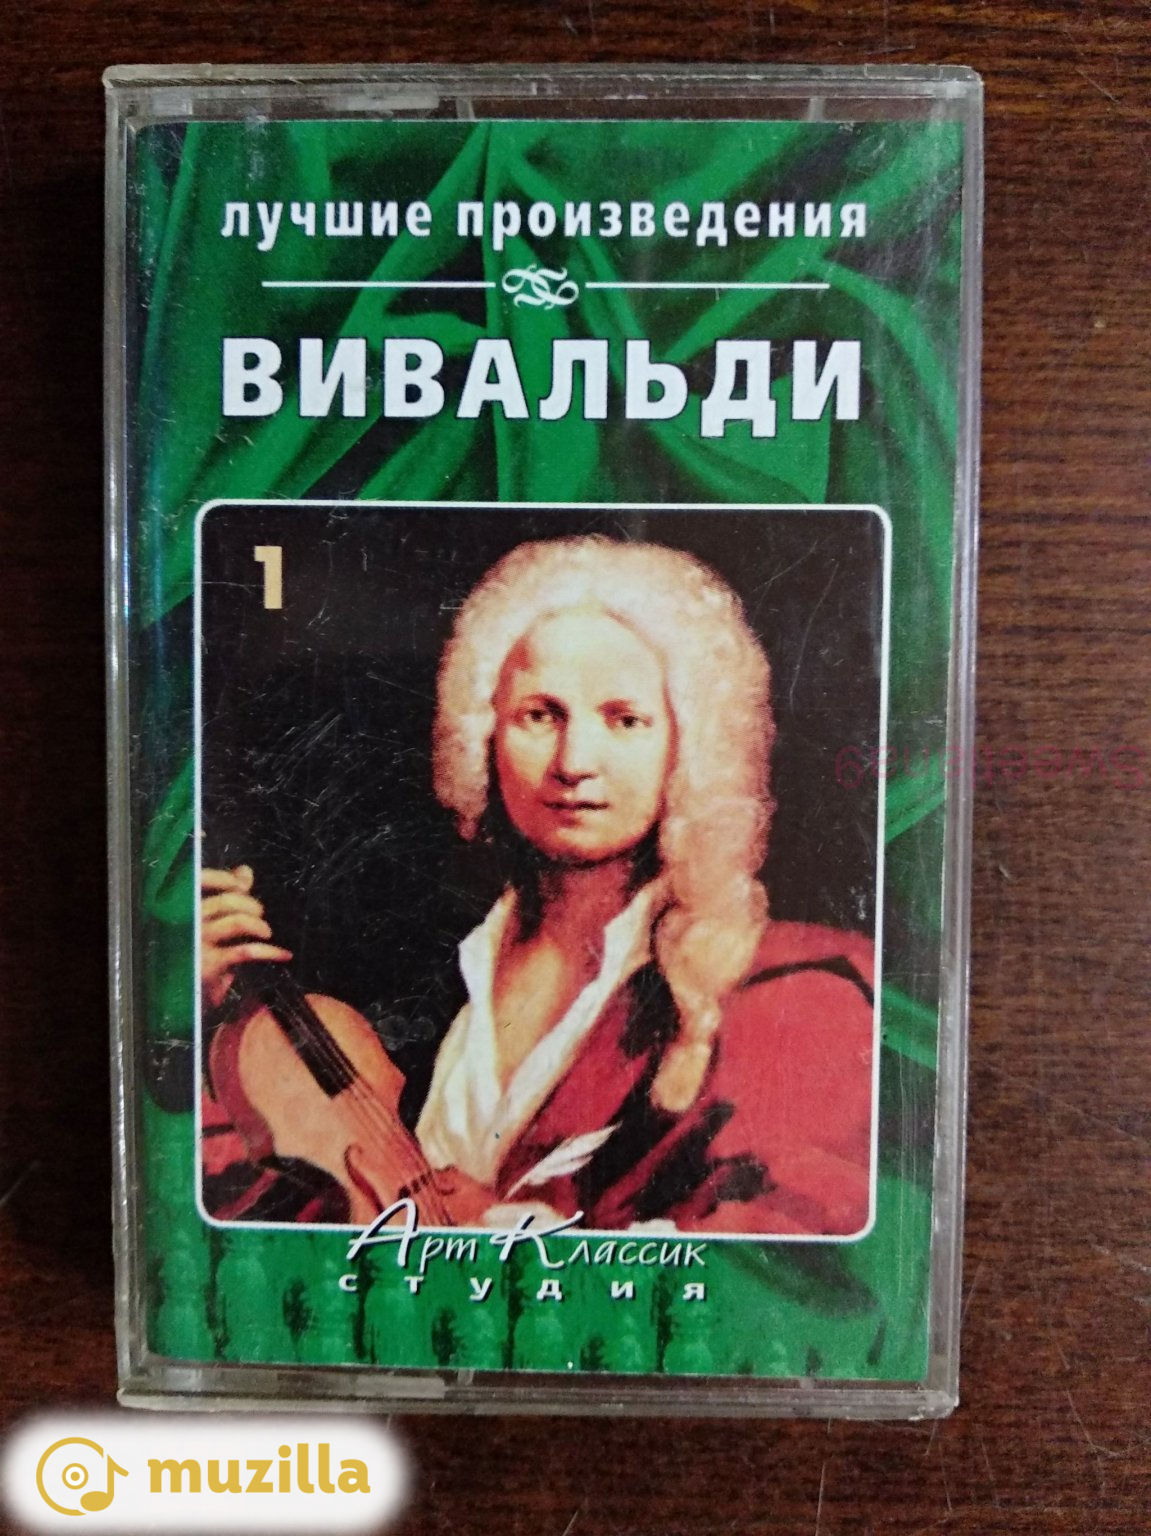 лучшие произведения
ВИВАЛЬДИ
1
Арт Классик
студия
muzilla